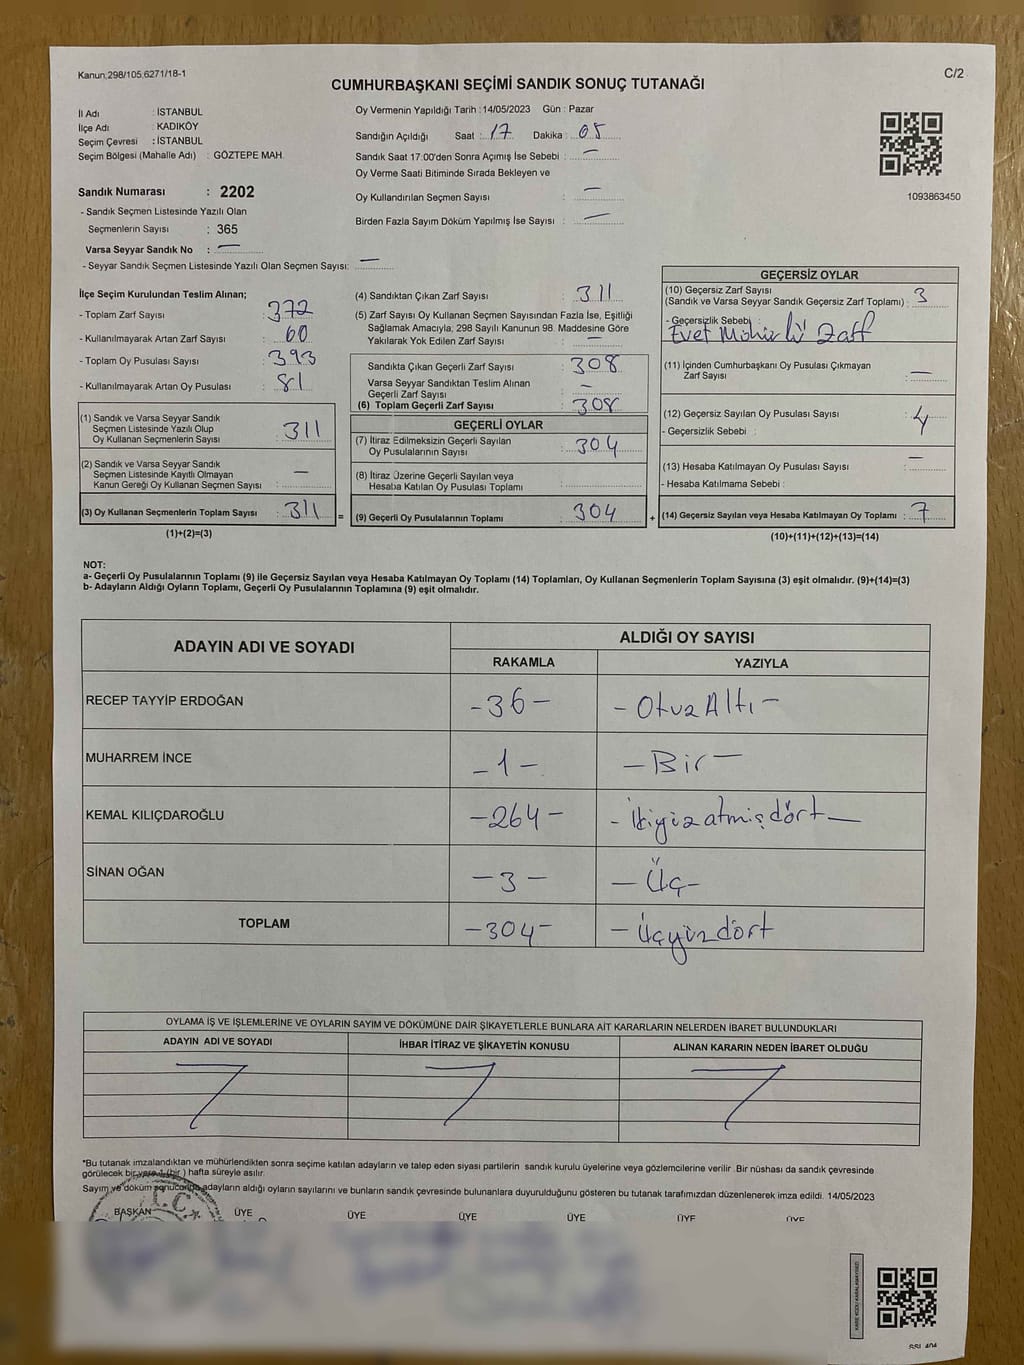 Kanun:298/105,6271/18-1
C/2
CUMHURBAŞKANI SEÇİMİ SANDIK SONUÇ TUTANAĞI
İl Adı : İSTANBUL
İlçe Adı : KADIKÖY
Seçim Çevresi : İSTANBUL
Seçim Bölgesi (Mahalle Adı) : GÖZTEPE MAH.
Sandık Numarası : 2202
- Sandık Seçmen Listesinde Yazılı Olan
Seçmenlerin Sayısı : 365
Varsa Seyyar Sandık No : —
- Seyyar Sandık Seçmen Listesinde Yazılı Olan Seçmen Sayısı: —
Oy Vermenin Yapıldığı Tarih : 14/05/2023 Gün : Pazar
Sandığın Açıldığı Saat : 17 Dakika : 05
Sandık Saat 17.00'den Sonra Açımış İse Sebebi : —
Oy Verme Saati Bitiminde Sırada Bekleyen ve
Oy Kullandırılan Seçmen Sayısı : —
Birden Fazla Sayım Döküm Yapılmış İse Sayısı : —
1093863450
İlçe Seçim Kurulundan Teslim Alınan;
- Toplam Zarf Sayısı : 372
- Kullanılmayarak Artan Zarf Sayısı : 60
- Toplam Oy Pusulası Sayısı : 393
- Kullanılmayarak Artan Oy Pusulası : 81
(1) Sandık ve Varsa Seyyar Sandık
Seçmen Listesinde Yazılı Olup
Oy Kullanan Seçmenlerin Sayısı : 311
(2) Sandık ve Varsa Seyyar Sandık
Seçmen Listesinde Kayıtlı Olmayan
Kanun Gereği Oy Kullanan Seçmen Sayısı : —
(3) Oy Kullanan Seçmenlerin Toplam Sayısı : 311
(1)+(2)=(3)
=
(4) Sandıktan Çıkan Zarf Sayısı : 311
(5) Zarf Sayısı Oy Kullanan Seçmen Sayısından Fazla İse, Eşitliği
Sağlamak Amacıyla, 298 Sayılı Kanunun 98. Maddesine Göre
Yakılarak Yok Edilen Zarf Sayısı : —
Sandıkta Çıkan Geçerli Zarf Sayısı : 308
Varsa Seyyar Sandıktan Teslim Alınan
Geçerli Zarf Sayısı : —
(6) Toplam Geçerli Zarf Sayısı : 308
GEÇERLİ OYLAR
(7) İtiraz Edilmeksizin Geçerli Sayılan
Oy Pusulalarının Sayısı : 304
(8) İtiraz Üzerine Geçerli Sayılan veya
Hesaba Katılan Oy Pusulası Toplamı :
(9) Geçerli Oy Pusulalarının Toplamı : 304
+
GEÇERSİZ OYLAR
(10) Geçersiz Zarf Sayısı
(Sandık ve Varsa Seyyar Sandık Geçersiz Zarf Toplamı) : 3
- Geçersizlik Sebebi :
Evet Mühürlü Zarf
(11) İçinden Cumhurbaşkanı Oy Pusulası Çıkmayan
Zarf Sayısı : —
(12) Geçersiz Sayılan Oy Pusulası Sayısı : 4
- Geçersizlik Sebebi :
(13) Hesaba Katılmayan Oy Pusulası Sayısı : —
- Hesaba Katılmama Sebebi :
(14) Geçersiz Sayılan veya Hesaba Katılmayan Oy Toplamı : 7
(10)+(11)+(12)+(13)=(14)
NOT:
a- Geçerli Oy Pusulalarının Toplamı (9) ile Geçersiz Sayılan veya Hesaba Katılmayan Oy Toplamı (14) Toplamları, Oy Kullanan Seçmenlerin Toplam Sayısına (3) eşit olmalıdır. (9)+(14)=(3)
b- Adayların Aldığı Oyların Toplamı, Geçerli Oy Pusulalarının Toplamına (9) eşit olmalıdır.
ADAYIN ADI VE SOYADI
ALDIĞI OY SAYISI
RAKAMLA YAZIYLA
RECEP TAYYİP ERDOĞAN -36- - OtuzAltı -
MUHARREM İNCE -1- - Bir -
KEMAL KILIÇDAROĞLU -264- - ikiyüzatmışdört -
SİNAN OĞAN -3- - Üç -
TOPLAM -304- - üçyüzdört
OYLAMA İŞ VE İŞLEMLERİNE VE OYLARIN SAYIM VE DÖKÜMÜNE DAİR ŞİKAYETLERLE BUNLARA AİT KARARLARIN NELERDEN İBARET BULUNDUKLARI
ADAYIN ADI VE SOYADI İHBAR İTİRAZ VE ŞİKAYETİN KONUSU ALINAN KARARIN NEDEN İBARET OLDUĞU
*Bu tutanak imzalandıktan ve mühürlendikten sonra seçime katılan adayların ve talep eden siyasi partilerin sandık kurulu üyelerine veya gözlemcilerine verilir. Bir nüshası da sandık çevresinde
görülecek bir yere 1 (bir ) hafta süreyle asılır.
Sayım ve döküm sonucunda adayların aldığı oyların sayılarını ve bunların sandık çevresinde bulunanlara duyurulduğunu gösteren bu tutanak tarafımızdan düzenlenerek imza edildi. 14/05/2023
T.C.
BAŞKAN ÜYE ÜYE ÜYE ÜYE ÜYE ÜYE